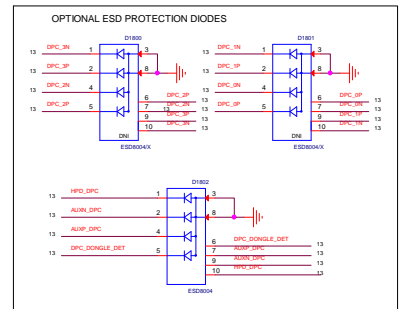 OPTIONAL ESD PROTECTION DIODES
D1800
13 DPC_3N 1 3
13 DPC_3P 2 8
13 DPC_2N 4
13 DPC_2P 5
6 DPC_2P 13
7 DPC_2N 13
9 DPC_3P 13
10 DPC_3N 13
DNI
ESD8004/X
D1801
13 DPC_1N 1 3
13 DPC_1P 2 8
13 DPC_0N 4
13 DPC_0P 5
6 DPC_0P 13
7 DPC_0N 13
9 DPC_1P 13
10 DPC_1N 13
DNI
ESD8004/X
D1802
13 HPD_DPC 1 3
13 AUXN_DPC 2 8
13 AUXP_DPC 4
13 DPC_DONGLE_DET 5
6 DPC_DONGLE_DET 13
7 AUXP_DPC 13
9 AUXN_DPC 13
10 HPD_DPC 13
ESD8004